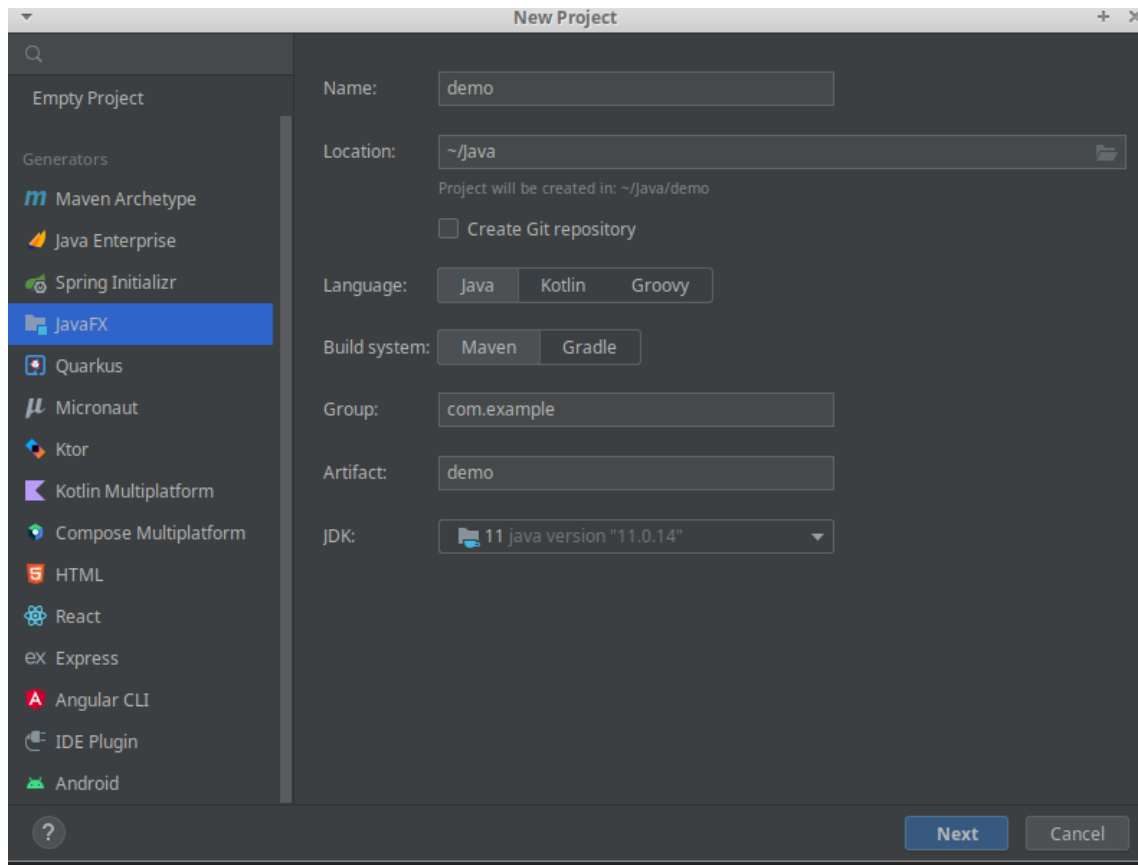 New Project
Empty Project
Generators
Maven Archetype
Java Enterprise
Spring Initializr
JavaFX
Quarkus
Micronaut
Ktor
Kotlin Multiplatform
Compose Multiplatform
HTML
React
ex Express
Angular CLI
IDE Plugin
Android
Name: demo
Location: ~/Java
Project will be created in: ~/Java/demo
Create Git repository
Language: Java Kotlin Groovy
Build system: Maven Gradle
Group: com.example
Artifact: demo
JDK: 11 java version "11.0.14"
? Next Cancel